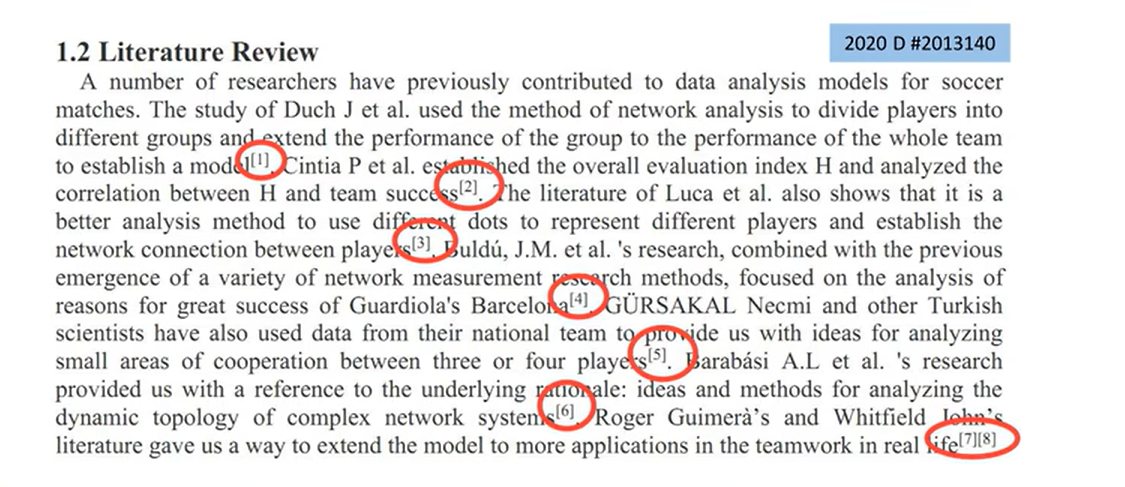 2020 D #2013140
1.2 Literature Review
A number of researchers have previously contributed to data analysis models for soccer
matches. The study of Duch J et al. used the method of network analysis to divide players into
different groups and extend the performance of the group to the performance of the whole team
to establish a model[1]. Cintia P et al. established the overall evaluation index H and analyzed the
correlation between H and team success[2]. The literature of Luca et al. also shows that it is a
better analysis method to use different dots to represent different players and establish the
network connection between players[3]. Buldú, J.M. et al. 's research, combined with the previous
emergence of a variety of network measurement research methods, focused on the analysis of
reasons for great success of Guardiola's Barcelona[4]. GÜRSAKAL Necmi and other Turkish
scientists have also used data from their national team to provide us with ideas for analyzing
small areas of cooperation between three or four players[5]. Barabási A.L et al. 's research
provided us with a reference to the underlying rationale: ideas and methods for analyzing the
dynamic topology of complex network systems[6]. Roger Guimerà's and Whitfield John's
literature gave us a way to extend the model to more applications in the teamwork in real life[7][8]